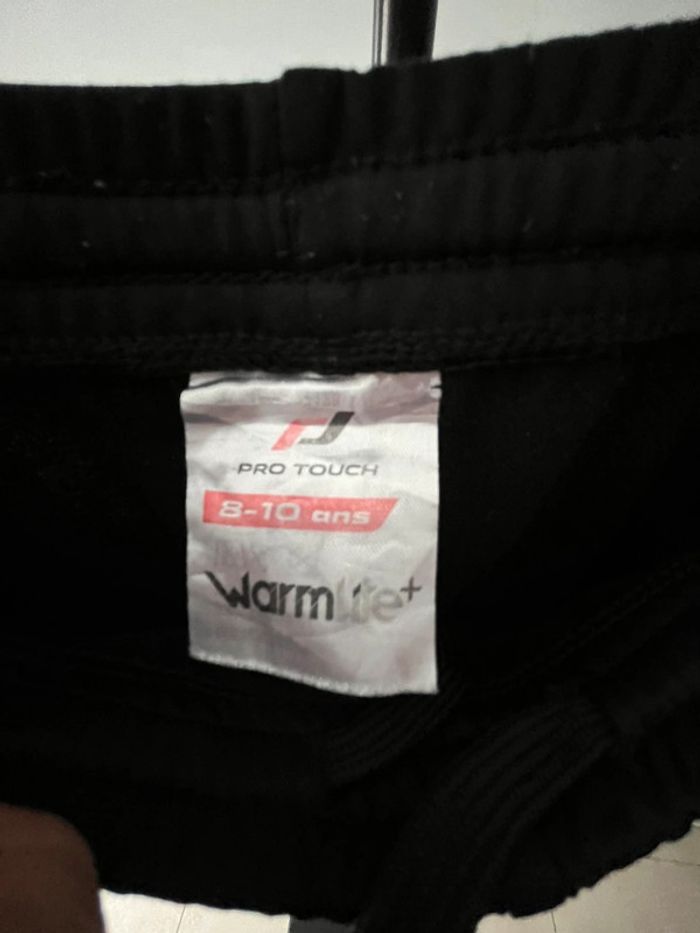 PRO TOUCH
8-10 ans
Warmlite+